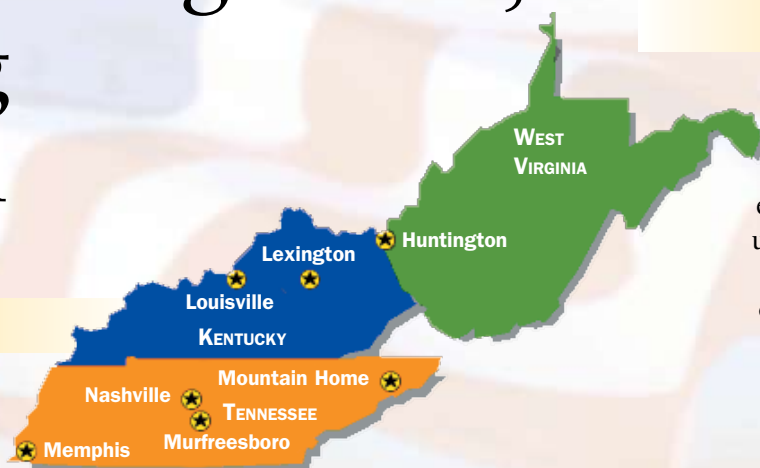 WEST
VIRGINIA
Huntington
Lexington
Louisville
KENTUCKY
Mountain Home
Nashville
TENNESSEE
Murfreesboro
Memphis